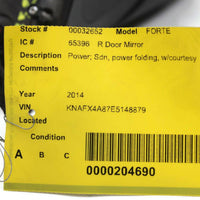 Stock # 00032652 Model FORTE
IC # 65396 R Door Mirror
Description Power; Sdn, power folding, w/courtesy
Comments
Year 2014
VIN KNAFX4A87E5148879
Located
Condition
A B C
0000204690